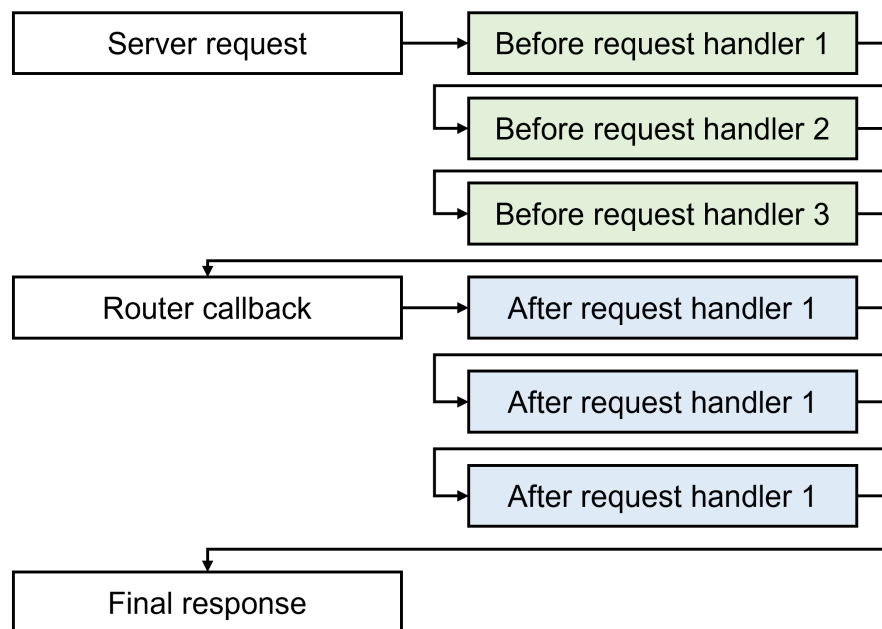 Server request
Before request handler 1
Before request handler 2
Before request handler 3
Router callback
After request handler 1
After request handler 1
After request handler 1
Final response